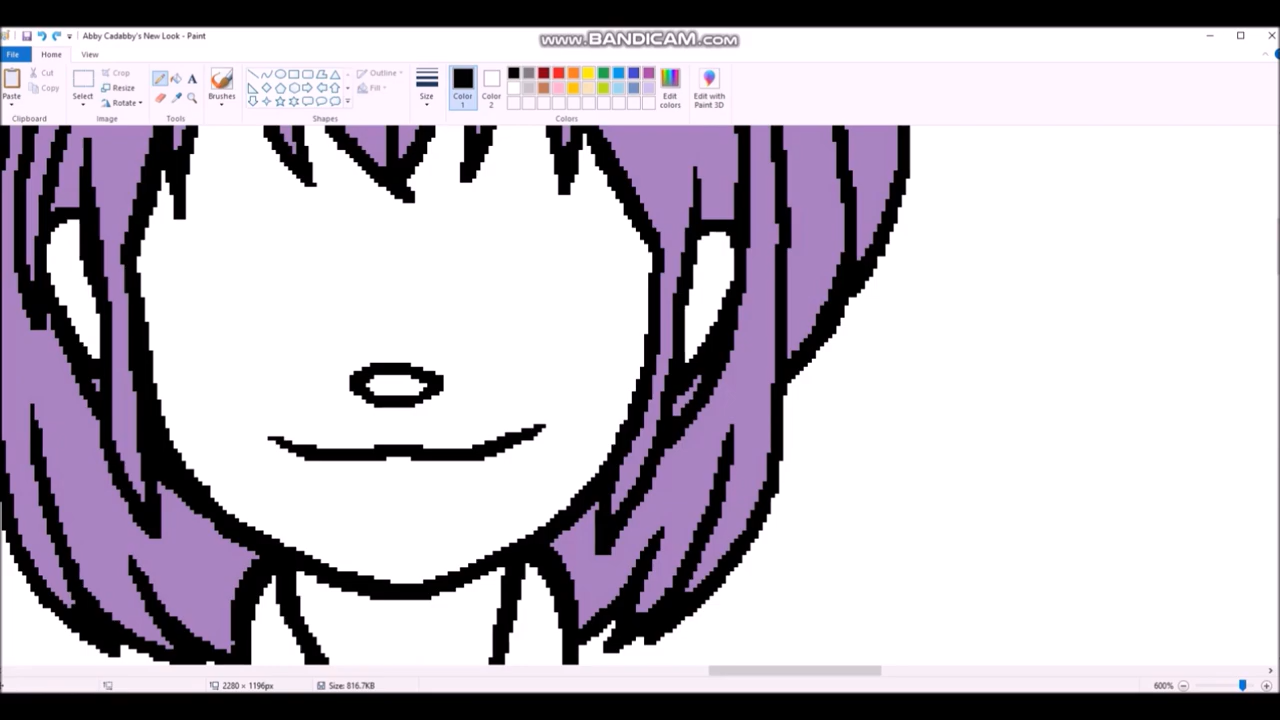 Abby Cadabby's New Look - Paint
www.BANDICAM.com
File Home View
Paste Cut Copy
Clipboard
Select Crop Resize Rotate
Image
A
Tools
Brushes
Outline Fill
Shapes
Size
Color 1
Color 2
Edit colors
Colors
Edit with Paint 3D
2280 × 1196px
Size: 816.7KB
600%